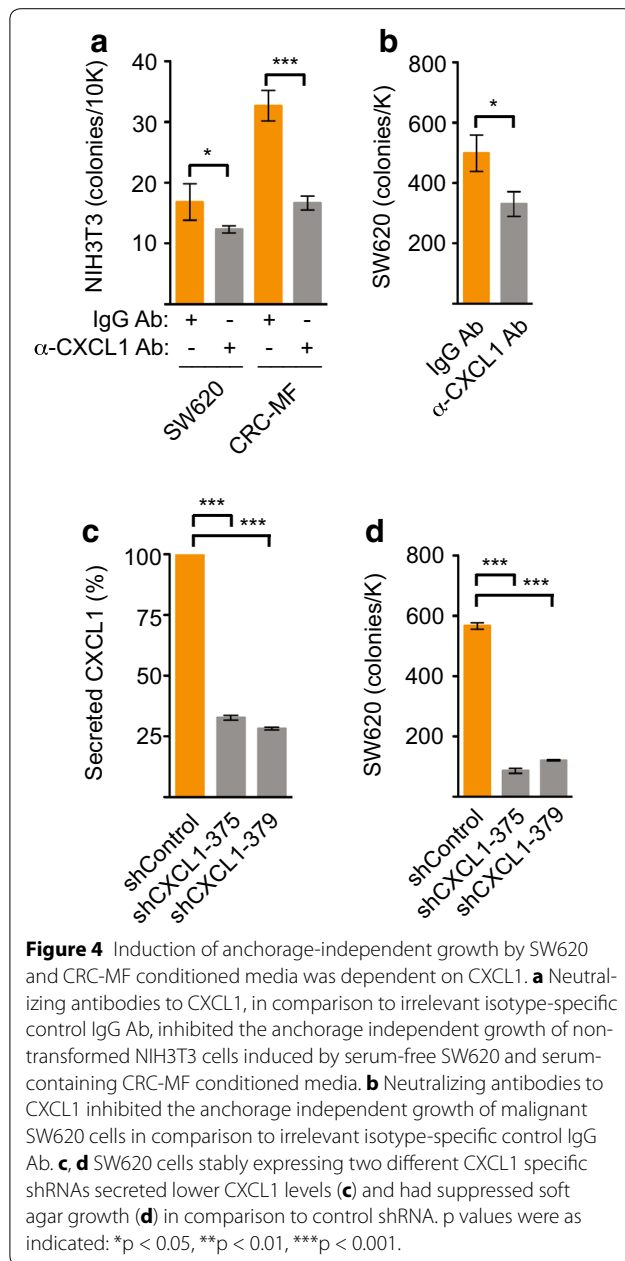 a
b
NIH3T3 (colonies/10K)
40
30
20
10
0
*
***
IgG Ab: + - + -
α-CXCL1 Ab: - + - +
SW620
CRC-MF
SW620 (colonies/K)
800
600
400
200
*
IgG Ab
α-CXCL1 Ab
c
d
Secreted CXCL1 (%)
100
75
50
25
***
***
shControl
shCXCL1-375
shCXCL1-379
SW620 (colonies/K)
800
600
400
200
***
***
shControl
shCXCL1-375
shCXCL1-379
Figure 4 Induction of anchorage-independent growth by SW620
and CRC-MF conditioned media was dependent on CXCL1. a Neutral-
izing antibodies to CXCL1, in comparison to irrelevant isotype-specific
control IgG Ab, inhibited the anchorage independent growth of non-
transformed NIH3T3 cells induced by serum-free SW620 and serum-
containing CRC-MF conditioned media. b Neutralizing antibodies to
CXCL1 inhibited the anchorage independent growth of malignant
SW620 cells in comparison to irrelevant isotype-specific control IgG
Ab. c, d SW620 cells stably expressing two different CXCL1 specific
shRNAs secreted lower CXCL1 levels (c) and had suppressed soft
agar growth (d) in comparison to control shRNA. p values were as
indicated: *p < 0.05, **p < 0.01, ***p < 0.001.